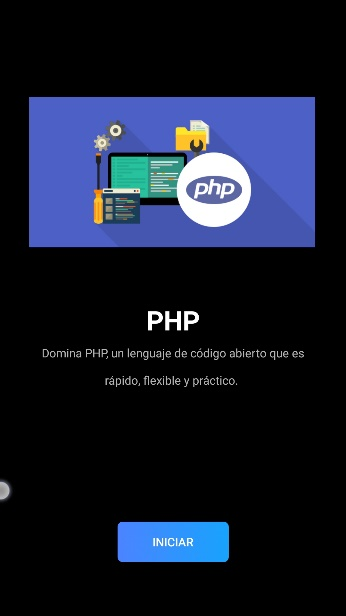 php
PHP
Domina PHP, un lenguaje de código abierto que es
rápido, flexible y práctico.
INICIAR